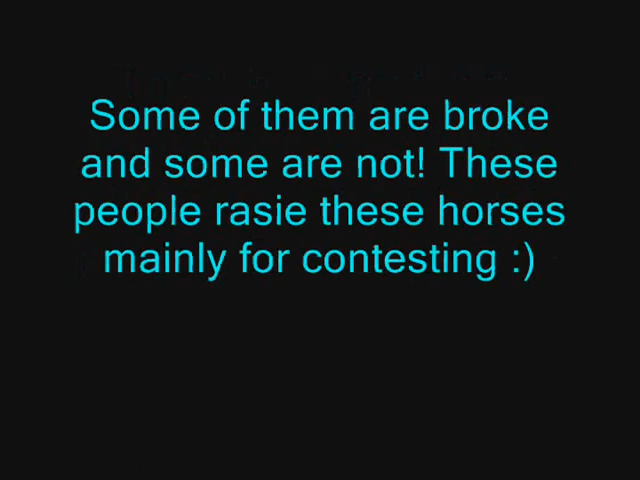 Some of them are broke
and some are not! These
people rasie these horses
mainly for contesting :)